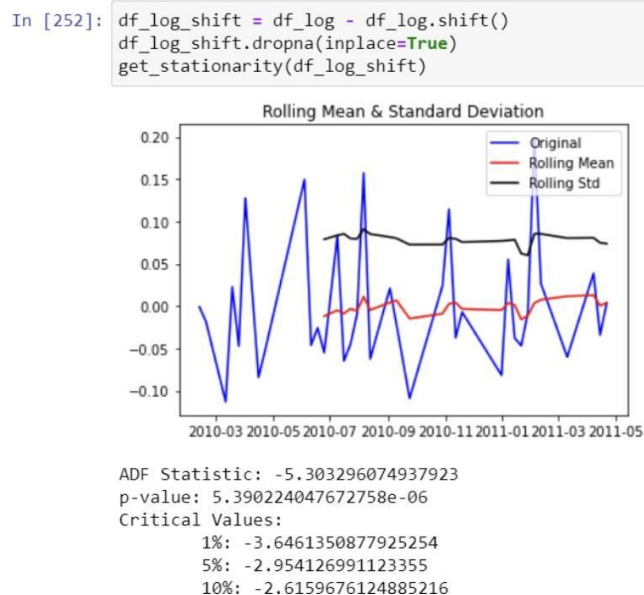 In [252]: df_log_shift = df_log - df_log.shift()
df_log_shift.dropna(inplace=True)
get_stationarity(df_log_shift)
Rolling Mean & Standard Deviation
Original
Rolling Mean
Rolling Std
0.20
0.15
0.10
0.05
0.00
−0.05
−0.10
2010-03 2010-05 2010-07 2010-09 2010-11 2011-01 2011-03 2011-05
ADF Statistic: -5.303296074937923
p-value: 5.390224047672758e-06
Critical Values:
1%: -3.6461350877925254
5%: -2.954126991123355
10%: -2.6159676124885216